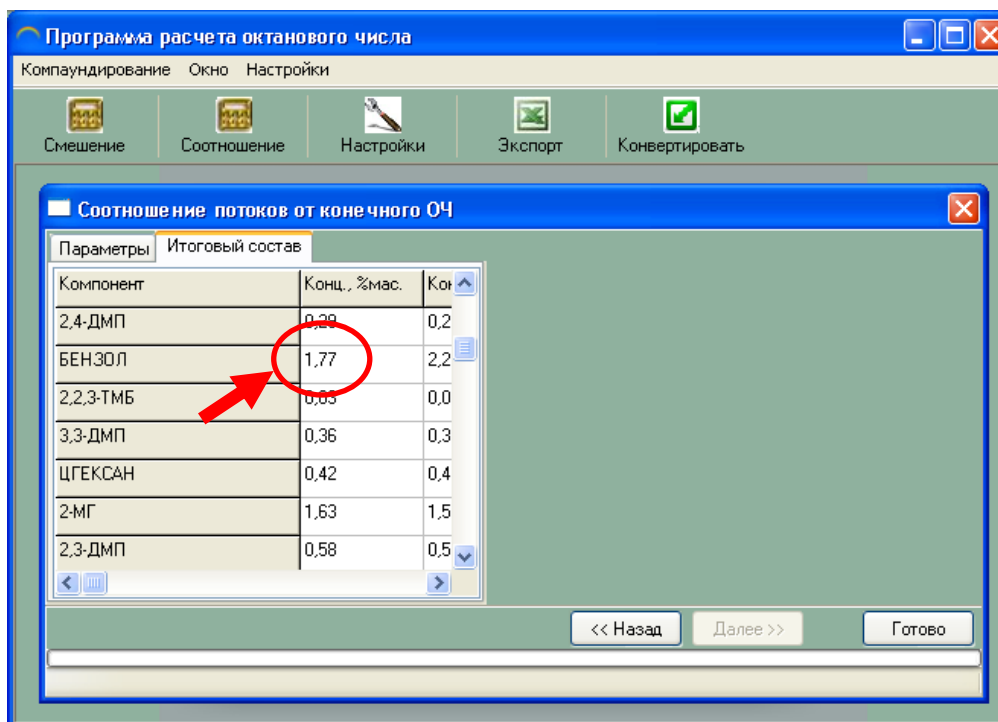 Программа расчета октанового числа
Компаундирование Окно Настройки
Смешение Соотношение Настройки Экспорт Конвертировать
Соотношение потоков от конечного ОЧ
Параметры Итоговый состав
Компонент Конц., %мас.
2,4-ДМП 0,2
БЕНЗОЛ 1,77 2,2
2,2,3-ТМБ 0,0
3,3-ДМП 0,36 0,3
ЦГЕКСАН 0,42 0,4
2-МГ 1,63 1,5
2,3-ДМП 0,58 0,5
<< Назад Далее >> Готово